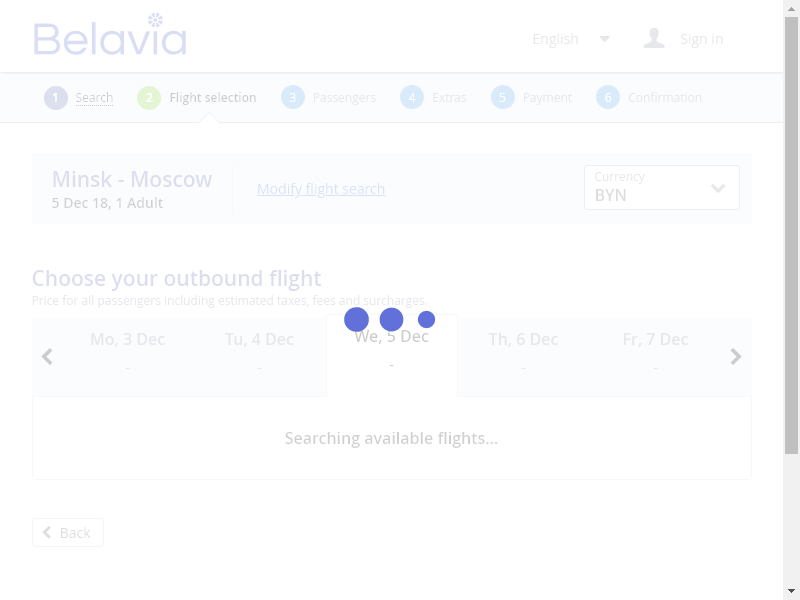 Belavia
English
Sign in
1 Search
2 Flight selection
3 Passengers
4 Extras
5 Payment
6 Confirmation
Minsk - Moscow
5 Dec 18, 1 Adult
Modify flight search
Currency
BYN
Choose your outbound flight
Price for all passengers including estimated taxes, fees and surcharges.
Mo, 3 Dec
-
Tu, 4 Dec
-
We, 5 Dec
-
Th, 6 Dec
-
Fr, 7 Dec
-
Searching available flights...
Back